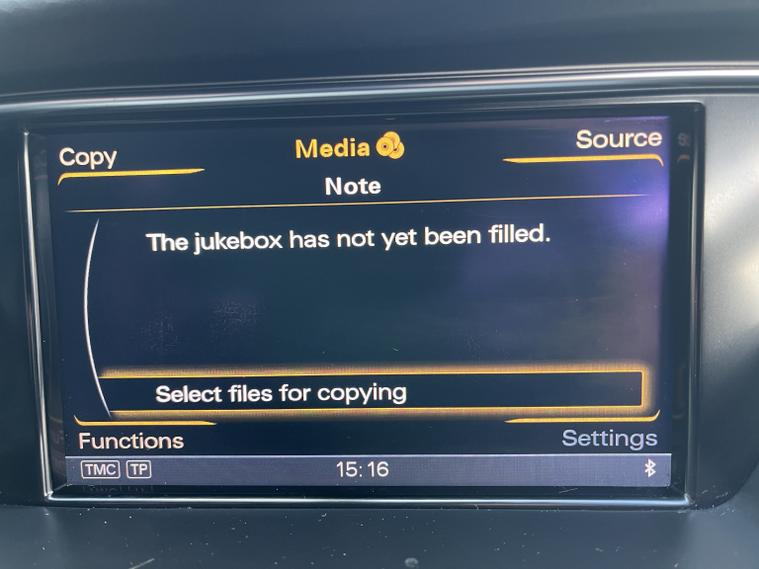 Copy
Media
Source
Note
The jukebox has not yet been filled.
Select files for copying
Functions
Settings
TMC TP
15:16